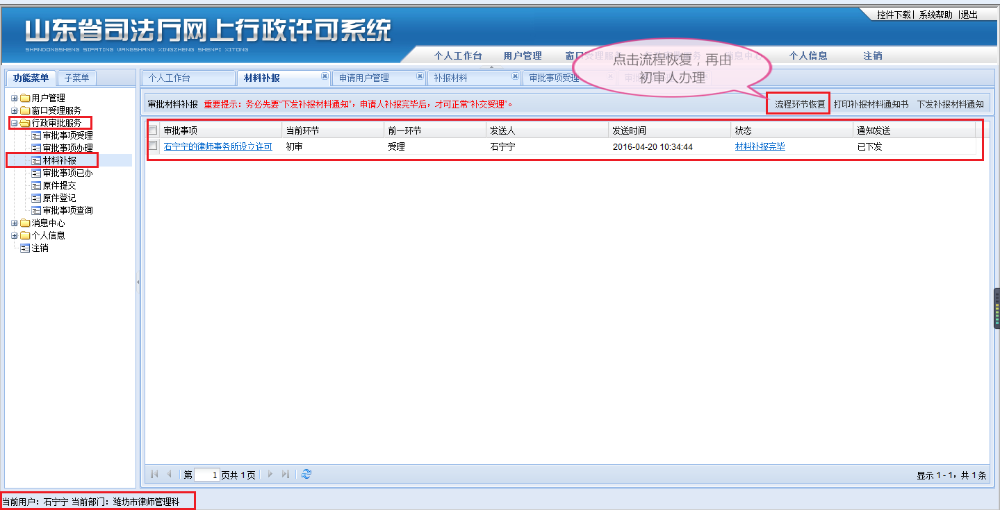 控件下载| 系统帮助 |退出
山东省司法厅网上行政许可系统
SHANDONGSHENG SIFATING WANGSHANG XINGZHENG SHENPI XITONG
个人工作台 用户管理 窗口受理服务 个人信息 注销
点击流程恢复，再由
初审人办理
功能菜单 子菜单
个人工作台 材料补报 申请用户管理 补报材料 审批事项受理
审批材料补报 重要提示：务必先要“下发补报材料通知”，申请人补报完毕后，才可正常“补交受理”。
流程环节恢复 打印补报材料通知书 下发补报材料通知
用户管理
窗口受理服务
行政审批服务
审批事项受理
审批事项办理
材料补报
审批事项已办
原件提交
原件登记
审批事项查询
消息中心
个人信息
注销
审批事项 当前环节 前一环节 发送人 发送时间 状态 通知发送
石宁宁的律师事务所设立许可 初审 受理 石宁宁 2016-04-20 10:34:44 材料补报完毕 已下发
第 1 页共 1 页
显示 1 - 1，共 1 条
当前用户：石宁宁 当前部门：潍坊市律师管理科